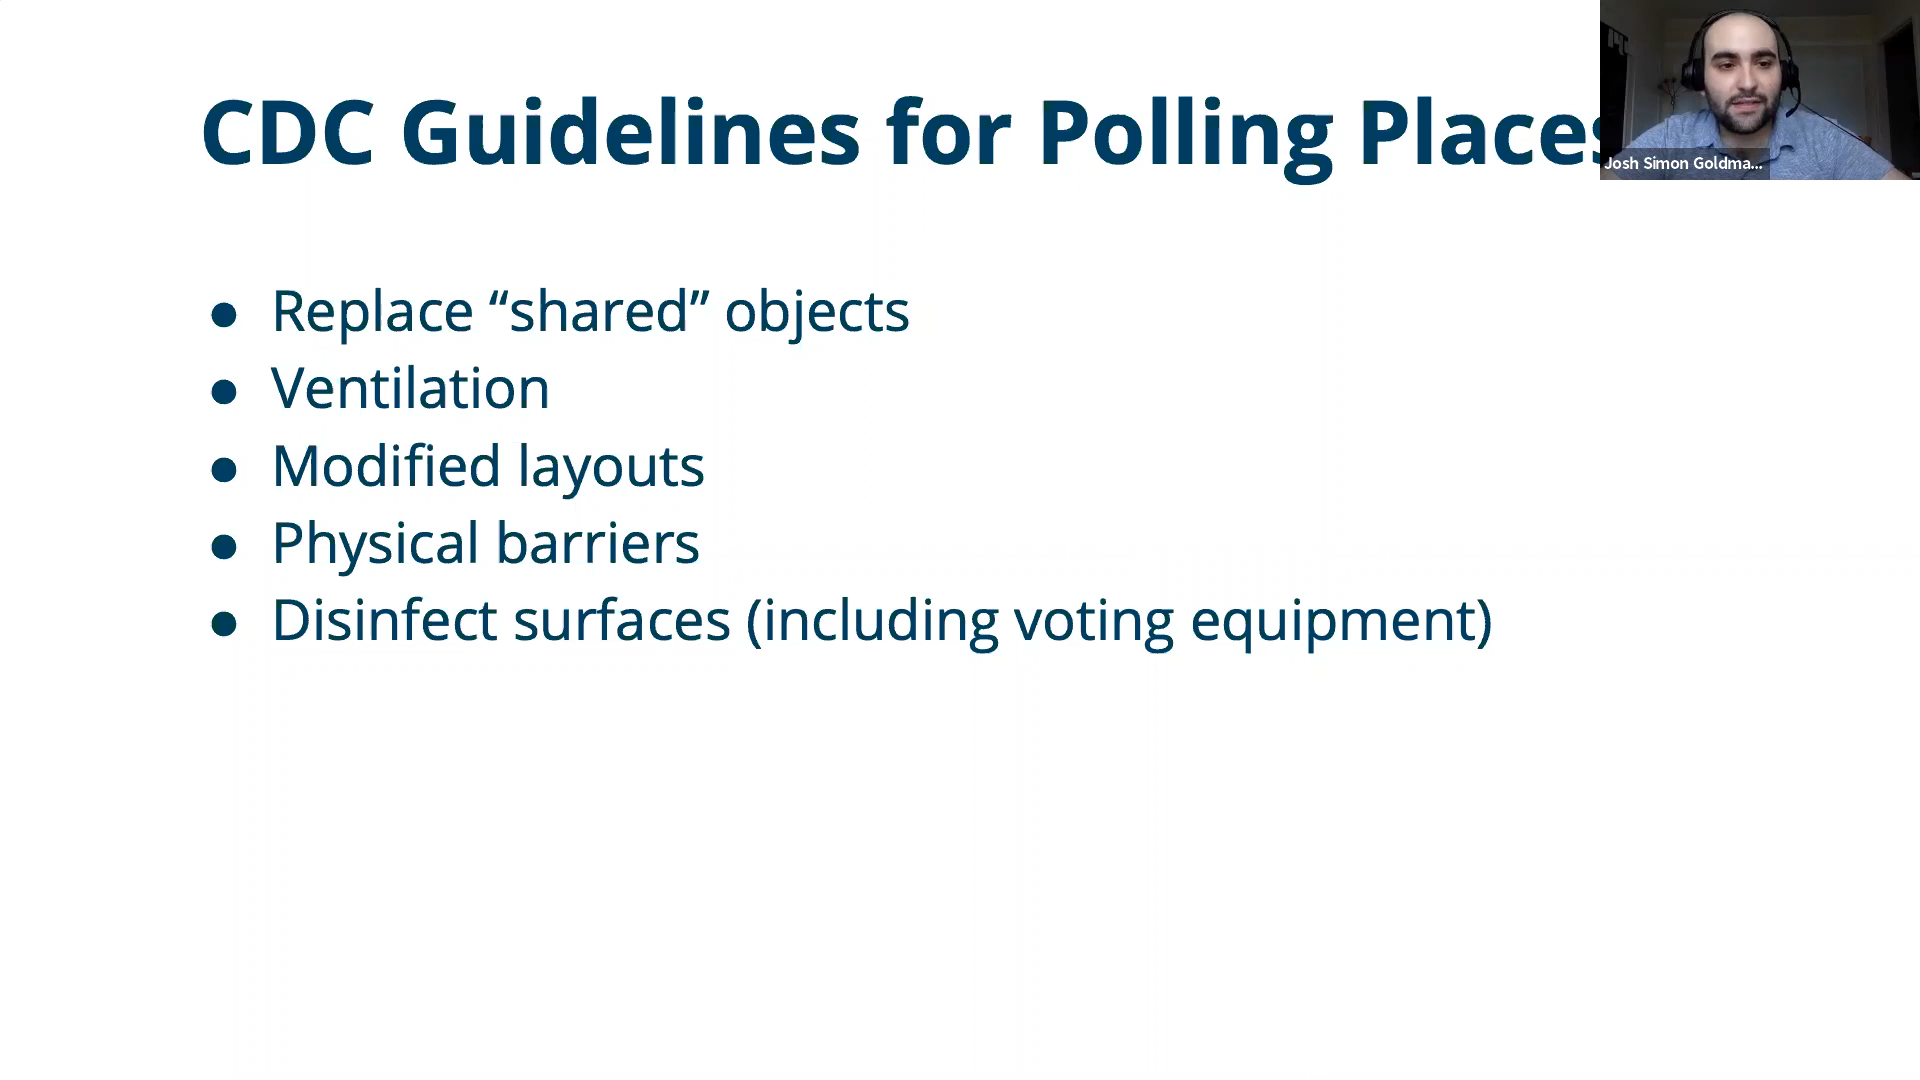 CDC Guidelines for Polling Places
Josh Simon Goldma...
● Replace “shared” objects
● Ventilation
● Modified layouts
● Physical barriers
● Disinfect surfaces (including voting equipment)